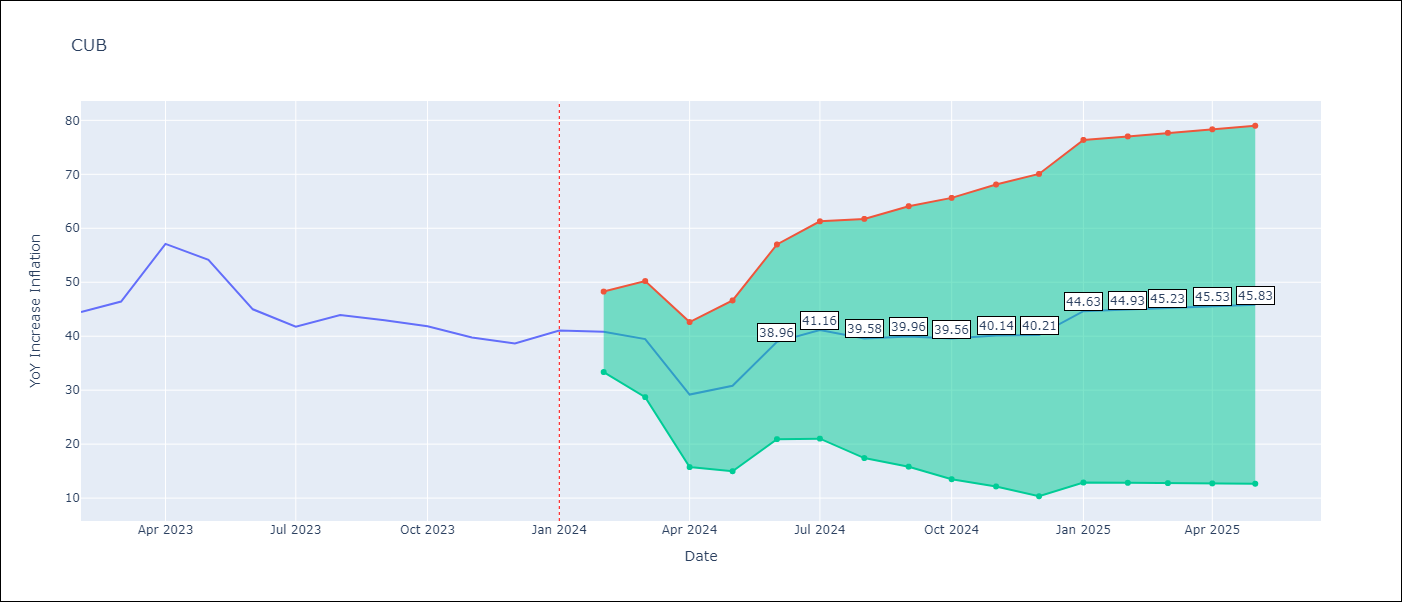 CUB
YoY Increase Inflation
80
70
60
50
40
30
20
10
38.96
41.16
39.58
39.96
39.56
40.14
40.21
44.63
44.93
45.23
45.53
45.83
Apr 2023
Jul 2023
Oct 2023
Jan 2024
Apr 2024
Jul 2024
Oct 2024
Jan 2025
Apr 2025
Date